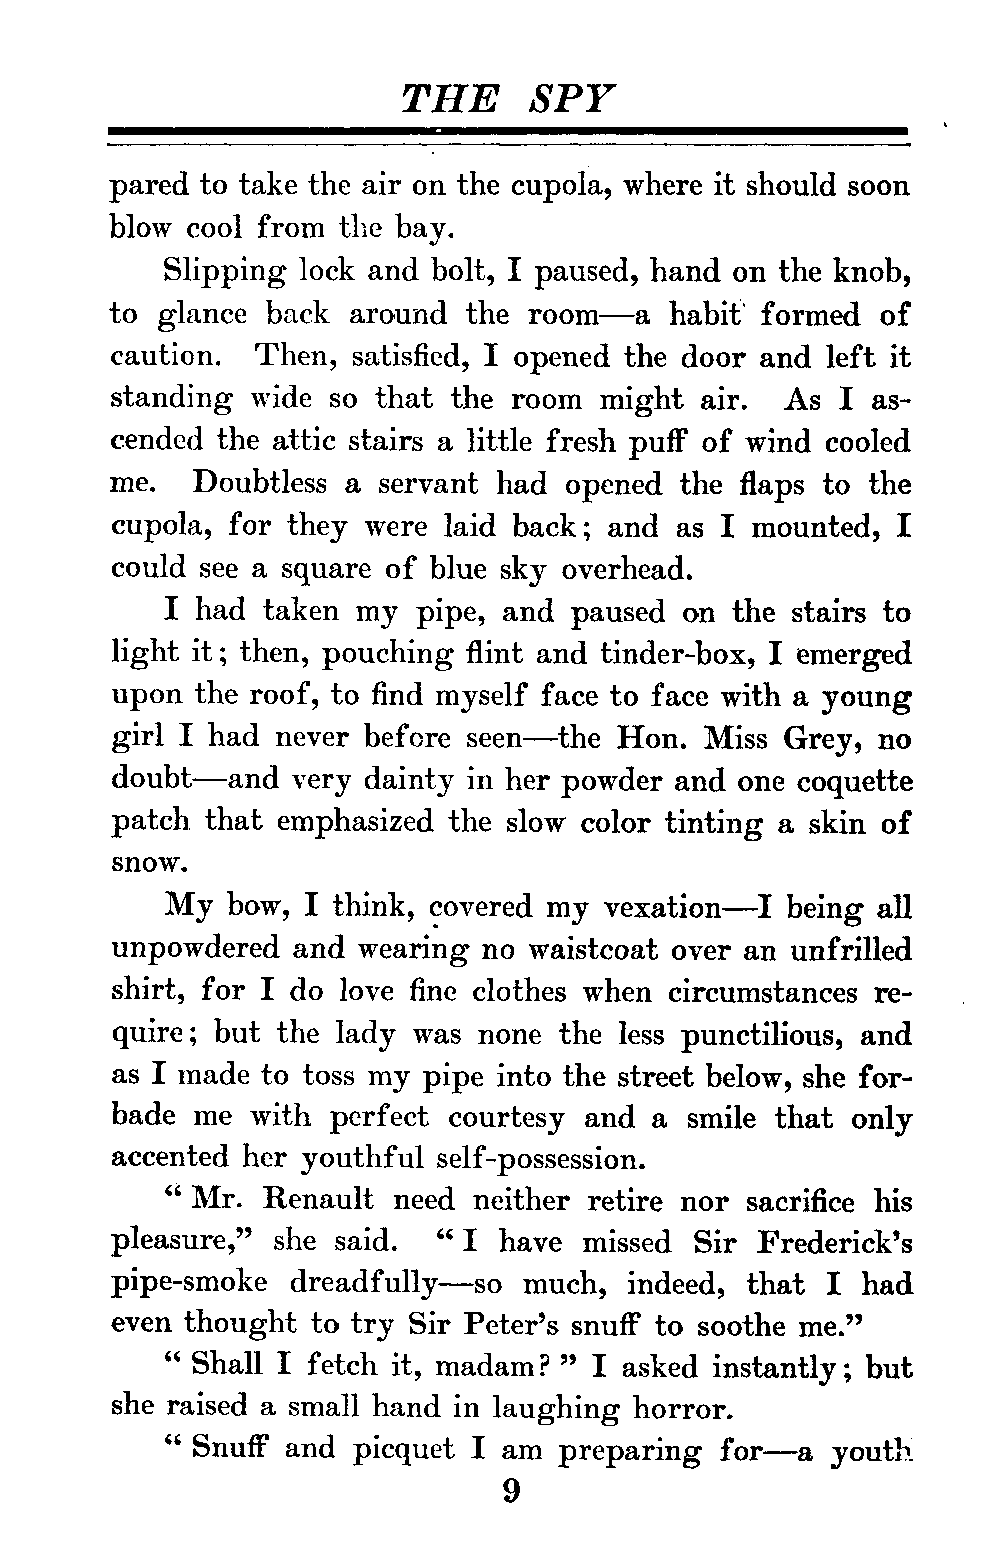 THE SPY
pared to take the air on the cupola, where it should soon
blow cool from the bay.
Slipping lock and bolt, I paused, hand on the knob,
to glance back around the room—a habit formed of
caution. Then, satisfied, I opened the door and left it
standing wide so that the room might air. As I as-
cended the attic stairs a little fresh puff of wind cooled
me. Doubtless a servant had opened the flaps to the
cupola, for they were laid back; and as I mounted, I
could see a square of blue sky overhead.
I had taken my pipe, and paused on the stairs to
light it; then, pouching flint and tinder-box, I emerged
upon the roof, to find myself face to face with a young
girl I had never before seen—the Hon. Miss Grey, no
doubt—and very dainty in her powder and one coquette
patch that emphasized the slow color tinting a skin of
snow.
My bow, I think, covered my vexation—I being all
unpowdered and wearing no waistcoat over an unfrilled
shirt, for I do love fine clothes when circumstances re-
quire; but the lady was none the less punctilious, and
as I made to toss my pipe into the street below, she for-
bade me with perfect courtesy and a smile that only
accented her youthful self-possession.
“ Mr. Renault need neither retire nor sacrifice his
pleasure,” she said. “ I have missed Sir Frederick’s
pipe-smoke dreadfully—so much, indeed, that I had
even thought to try Sir Peter’s snuff to soothe me.”
“ Shall I fetch it, madam? ” I asked instantly; but
she raised a small hand in laughing horror.
“ Snuff and picquet I am preparing for—a youth
9